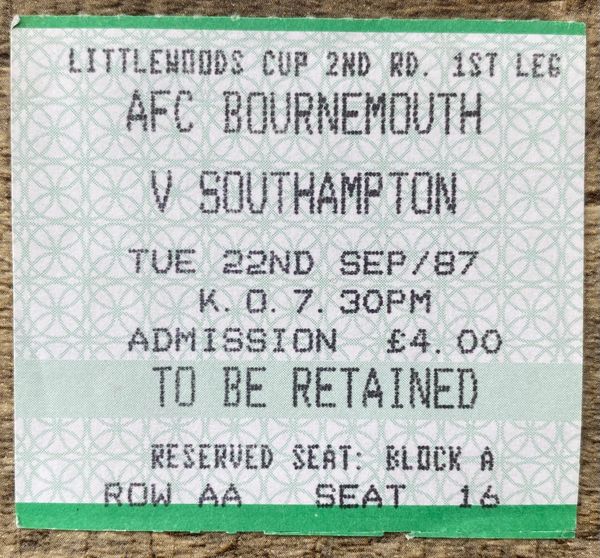 LITTLEWOODS CUP 2ND RD. 1ST LEG
AFC BOURNEMOUTH
V SOUTHAMPTON
TUE 22ND SEP/87
K.O.7.30PM
ADMISSION £4.00
TO BE RETAINED
RESERVED SEAT: BLOCK A
ROW AA SEAT 16